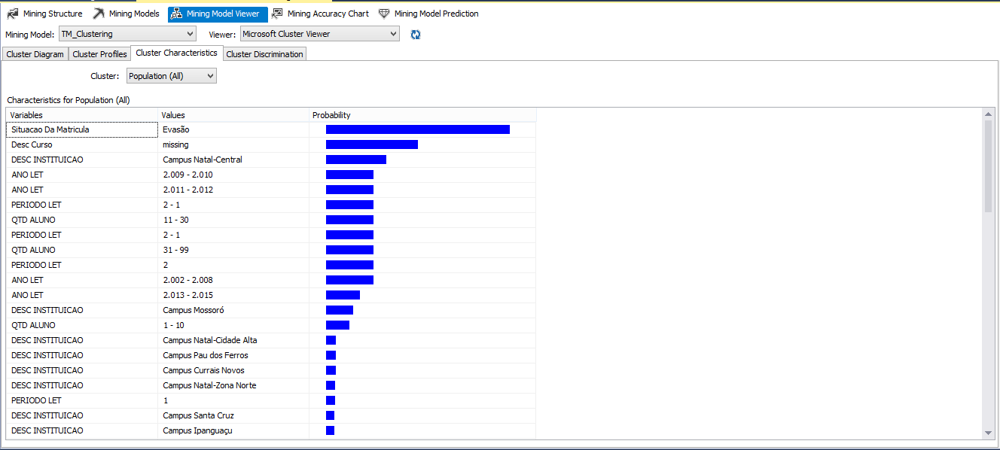 Mining Structure Mining Models Mining Model Viewer Mining Accuracy Chart Mining Model Prediction
Mining Model: TM_Clustering Viewer: Microsoft Cluster Viewer
Cluster Diagram Cluster Profiles Cluster Characteristics Cluster Discrimination
Cluster: Population (All)
Characteristics for Population (All)
Variables Values Probability
Situacao Da Matricula Evasão
Desc Curso missing
DESC INSTITUICAO Campus Natal-Central
ANO LET 2.009 - 2.010
ANO LET 2.011 - 2.012
PERIODO LET 2 - 1
QTD ALUNO 11 - 30
PERIODO LET 2 - 1
QTD ALUNO 31 - 99
PERIODO LET 2
ANO LET 2.002 - 2.008
ANO LET 2.013 - 2.015
DESC INSTITUICAO Campus Mossoró
QTD ALUNO 1 - 10
DESC INSTITUICAO Campus Natal-Cidade Alta
DESC INSTITUICAO Campus Pau dos Ferros
DESC INSTITUICAO Campus Currais Novos
DESC INSTITUICAO Campus Natal-Zona Norte
PERIODO LET 1
DESC INSTITUICAO Campus Santa Cruz
DESC INSTITUICAO Campus Ipanguaçu